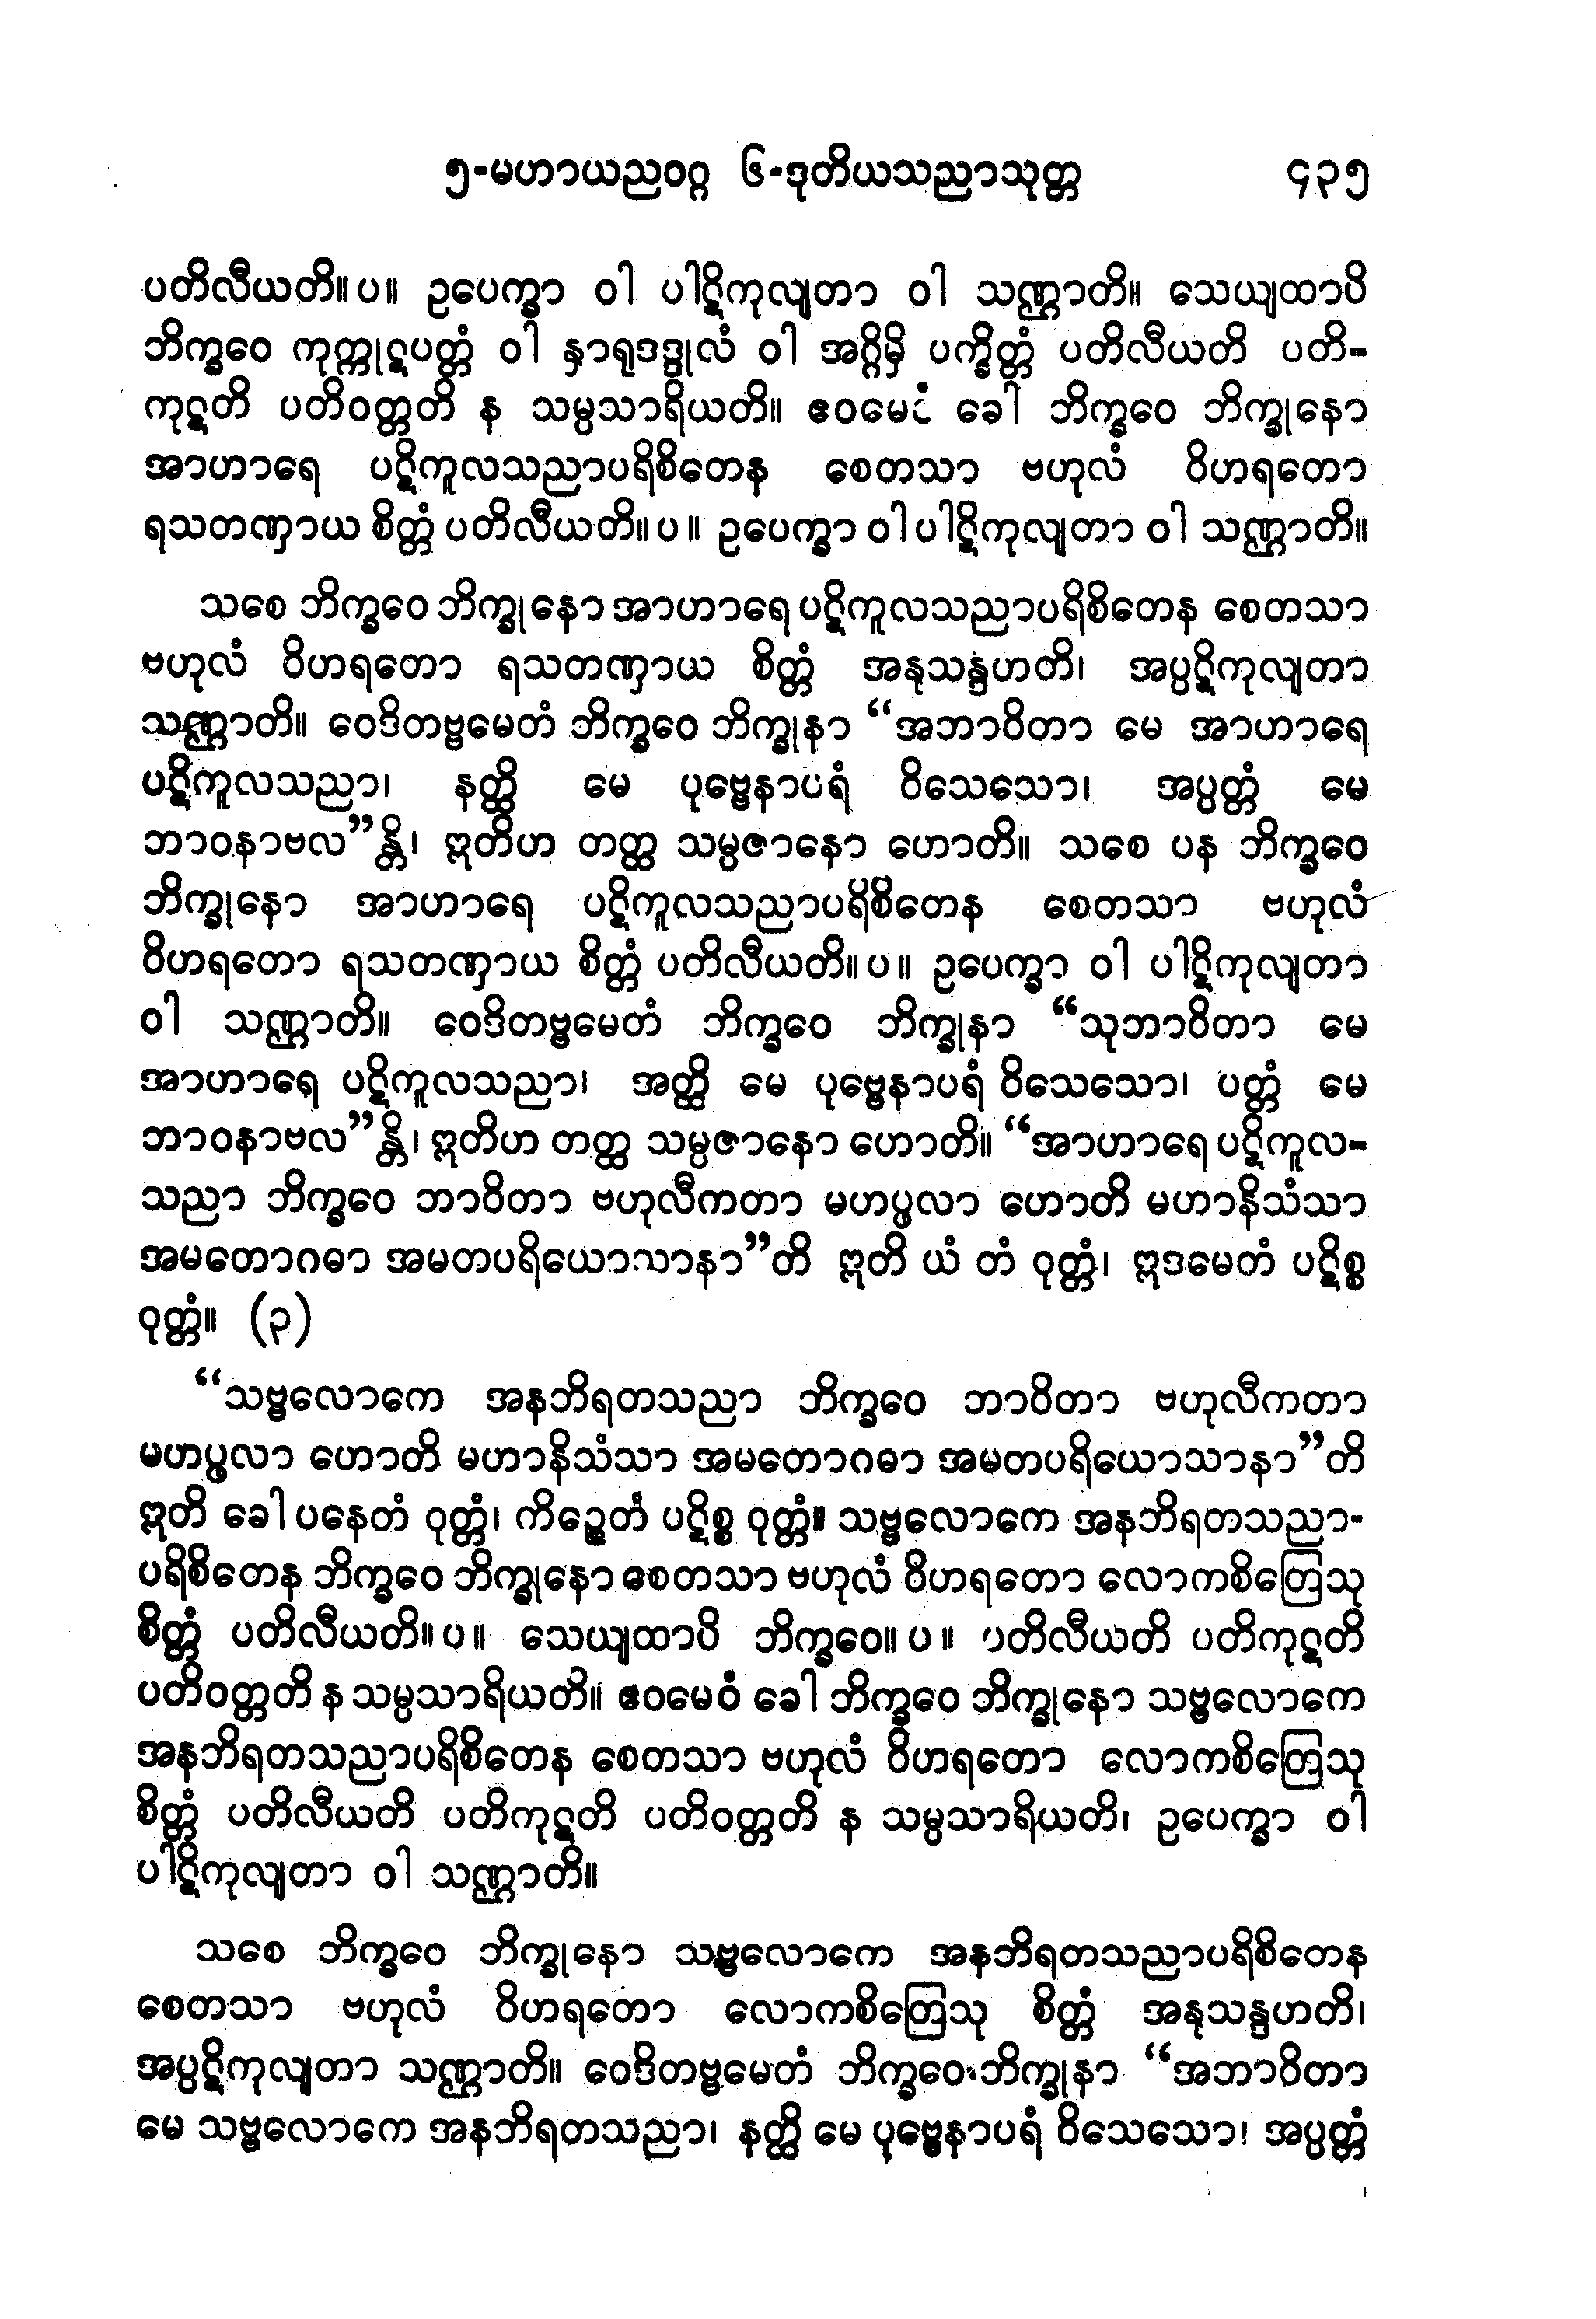 ၅-မဟာယညဝဂ္ဂ ၆-ဒုတိယသညာသုတ္တ ၄၃၅
ပတိလီယတိ။ပ။ ဥပေက္ခာ ဝါ ပါဋိကုလျတာ ဝါ သဏ္ဌာတိ။ သေယျထာပိ
ဘိက္ခဝေ ကုက္ကုဋပတ္တံ ဝါ နှာရုဒဒ္ဒုလံ ဝါ အဂ္ဂိမှိ ပက္ခိတ္တံ ပတိလီယတိ ပတိ-
ကုဋတိ ပတိဝတ္တတိ န သမ္ပသာရိယတိ။ ဧဝမေဝံ ခေါ ဘိက္ခဝေ ဘိက္ခုနော
အာဟာရေ ပဋိကူလသညာပရိစိတေန စေတသာ ဗဟုလံ ဝိဟရတော
ရသတဏှာယ စိတ္တံ ပတိလီယတိ။ပ။ ဥပေက္ခာ ဝါ ပါဋိကုလျတာ ဝါ သဏ္ဌာတိ။
သစေ ဘိက္ခဝေ ဘိက္ခုနော အာဟာရေ ပဋိကူလသညာပရိစိတေန စေတသာ
ဗဟုလံ ဝိဟရတော ရသတဏှာယ စိတ္တံ အနုသန္ဒဟတိ၊ အပ္ပဋိကုလျတာ
သဏ္ဌာတိ။ ဝေဒိတဗ္ဗမေတံ ဘိက္ခဝေ ဘိက္ခုနာ “အဘာဝိတာ မေ အာဟာရေ
ပဋိကူလသညာ၊ နတ္ထိ မေ ပုဗ္ဗေနာပရံ ဝိသေသော၊ အပ္ပတ္တံ မေ
ဘာဝနာဗလ”န္တိ၊ ဣတိဟ တတ္ထ သမ္ပဇာနော ဟောတိ။ သစေ ပန ဘိက္ခဝေ
ဘိက္ခုနော အာဟာရေ ပဋိကူလသညာပရိစိတေန စေတသာ ဗဟုလံ
ဝိဟရတော ရသတဏှာယ စိတ္တံ ပတိလီယတိ။ပ။ ဥပေက္ခာ ဝါ ပါဋိကုလျတာ
ဝါ သဏ္ဌာတိ။ ဝေဒိတဗ္ဗမေတံ ဘိက္ခဝေ ဘိက္ခုနာ “သုဘာဝိတာ မေ
အာဟာရေ ပဋိကူလသညာ၊ အတ္ထိ မေ ပုဗ္ဗေနာပရံ ဝိသေသော၊ ပတ္တံ မေ
ဘာဝနာဗလ”န္တိ၊ ဣတိဟ တတ္ထ သမ္ပဇာနော ဟောတိ။ “အာဟာရေ ပဋိကူလ-
သညာ ဘိက္ခဝေ ဘာဝိတာ ဗဟုလီကတာ မဟပ္ဖလာ ဟောတိ မဟာနိသံသာ
အမတောဂဓာ အမတပရိယောသာနာ”တိ ဣတိ ယံ တံ ဝုတ္တံ၊ ဣဒမေတံ ပဋိစ္စ
ဝုတ္တံ။ (၃)
“သဗ္ဗလောကေ အနဘိရတသညာ ဘိက္ခဝေ ဘာဝိတာ ဗဟုလီကတာ
မဟပ္ဖလာ ဟောတိ မဟာနိသံသာ အမတောဂဓာ အမတပရိယောသာနာ”တိ
ဣတိ ခေါ ပနေတံ ဝုတ္တံ၊ ကိဉ္စေတံ ပဋိစ္စ ဝုတ္တံ။ သဗ္ဗလောကေ အနဘိရတသညာ-
ပရိစိတေန ဘိက္ခဝေ ဘိက္ခုနော စေတသာ ဗဟုလံ ဝိဟရတော လောကစိတြေသု
စိတ္တံ ပတိလီယတိ။ပ။ သေယျထာပိ ဘိက္ခဝေ။ပ။ ပတိလီယတိ ပတိကုဋတိ
ပတိဝတ္တတိ န သမ္ပသာရိယတိ။ ဧဝမေဝံ ခေါ ဘိက္ခဝေ ဘိက္ခုနော သဗ္ဗလောကေ
အနဘိရတသညာပရိစိတေန စေတသာ ဗဟုလံ ဝိဟရတော လောကစိတြေသု
စိတ္တံ ပတိလီယတိ ပတိကုဋတိ ပတိဝတ္တတိ န သမ္ပသာရိယတိ၊ ဥပေက္ခာ ဝါ
ပါဋိကုလျတာ ဝါ သဏ္ဌာတိ။
သစေ ဘိက္ခဝေ ဘိက္ခုနော သဗ္ဗလောကေ အနဘိရတသညာပရိစိတေန
စေတသာ ဗဟုလံ ဝိဟရတော လောကစိတြေသု စိတ္တံ အနုသန္ဒဟတိ၊
အပ္ပဋိကုလျတာ သဏ္ဌာတိ။ ဝေဒိတဗ္ဗမေတံ ဘိက္ခဝေ ဘိက္ခုနာ “အဘာဝိတာ
မေ သဗ္ဗလောကေ အနဘိရတသညာ၊ နတ္ထိ မေ ပုဗ္ဗေနာပရံ ဝိသေသော၊ အပ္ပတ္တံ